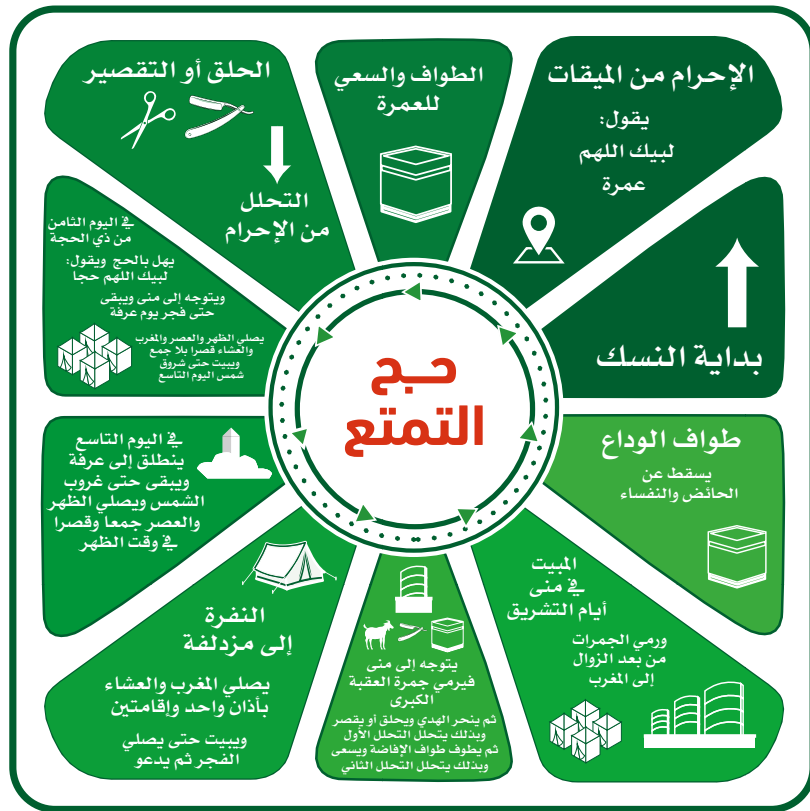 حج
التمتع
بداية النسك
الإحرام من الميقات
يقول:
لبيك اللهم
عمرة
الطواف والسعي
للعمرة
الحلق أو التقصير
التحلل
من الإحرام
في اليوم الثامن
من ذي الحجة
يهل بالحج ويقول:
لبيك اللهم حجا
ويتوجه إلى منى ويبقى
حتى فجر يوم عرفة
يصلي الظهر والعصر والمغرب
والعشاء قصرا بلا جمع
ويبيت حتى شروق
شمس اليوم التاسع
في اليوم التاسع
ينطلق إلى عرفة
ويبقى حتى غروب
الشمس ويصلي الظهر
والعصر جمعا وقصرا
في وقت الظهر
النفرة
إلى مزدلفة
يصلي المغرب والعشاء
بأذان واحد وإقامتين
ويبيت حتى يصلي
الفجر ثم يدعو
يتوجه إلى منى
فيرمي جمرة العقبة
الكبرى
ثم ينحر الهدي ويحلق أو يقصر
وبذلك يتحلل التحلل الأول
ثم يطوف طواف الإفاضة ويسعى
وبذلك يتحلل التحلل الثاني
المبيت
في منى
أيام التشريق
ورمي الجمرات
من بعد الزوال
إلى المغرب
طواف الوداع
يسقط عن
الحائض والنفساء